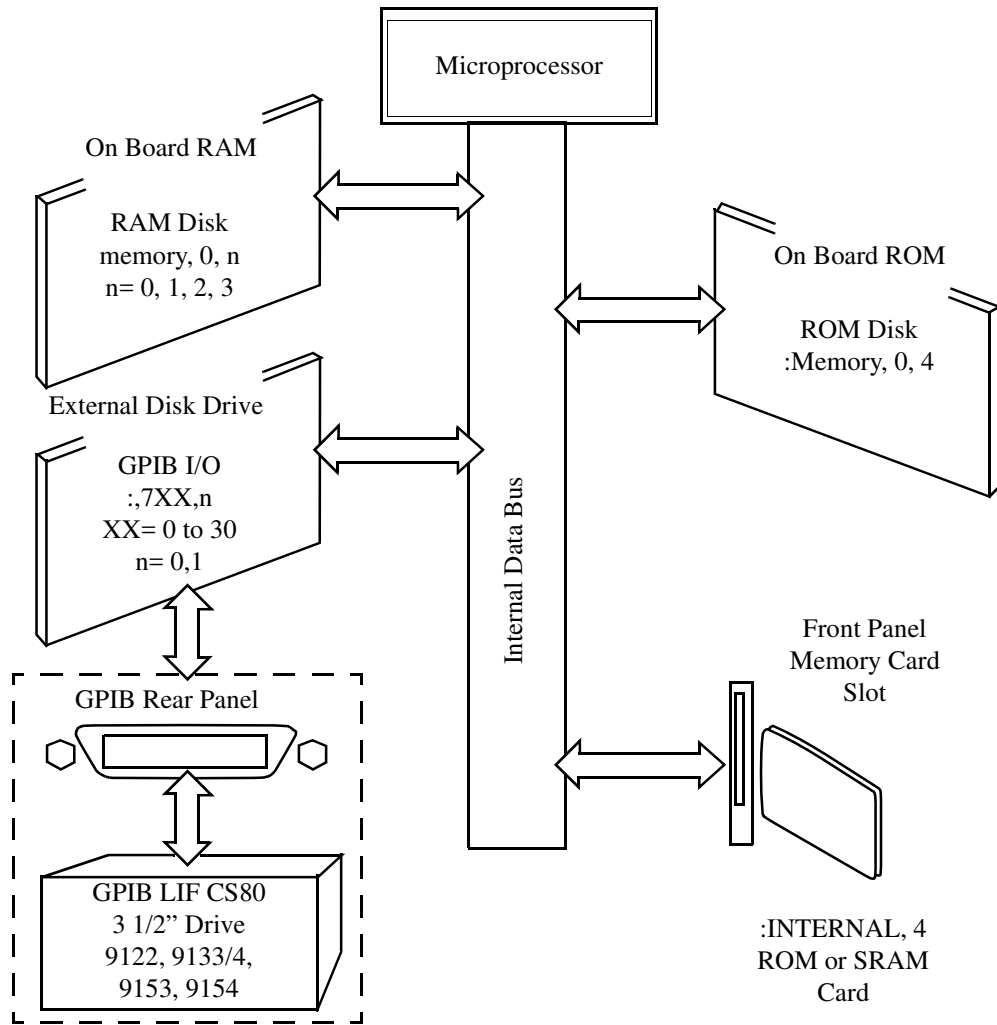 Microprocessor
On Board RAM
RAM Disk
memory, 0, n
n= 0, 1, 2, 3
On Board ROM
ROM Disk
:Memory, 0, 4
External Disk Drive
GPIB I/O
:,7XX,n
XX= 0 to 30
n= 0,1
Internal Data Bus
Front Panel
Memory Card
Slot
GPIB Rear Panel
GPIB LIF CS80
3 1/2” Drive
9122, 9133/4,
9153, 9154
:INTERNAL, 4
ROM or SRAM
Card